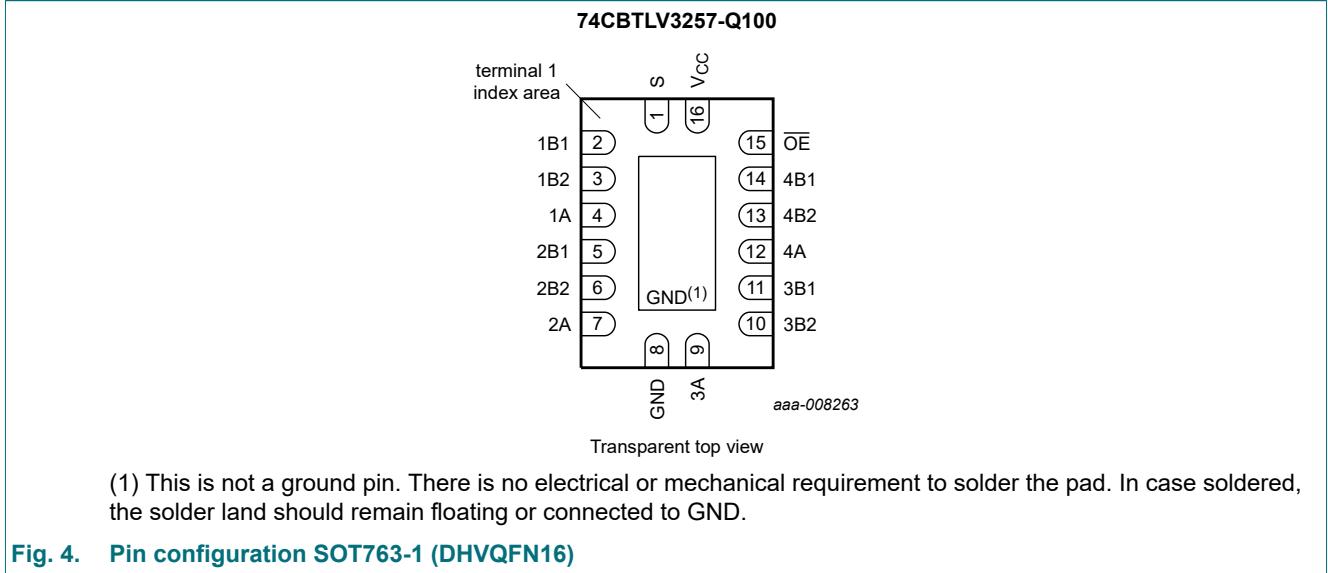 74CBTLV3257-Q100
terminal 1
index area
S
VCC
1
16
1B1 2
15 OE
1B2 3
14 4B1
1A 4
13 4B2
2B1 5
12 4A
2B2 6
11 3B1
GND(1)
2A 7
10 3B2
8
9
GND
3A
aaa-008263
Transparent top view
(1) This is not a ground pin. There is no electrical or mechanical requirement to solder the pad. In case soldered,
the solder land should remain floating or connected to GND.
Fig. 4. Pin configuration SOT763-1 (DHVQFN16)